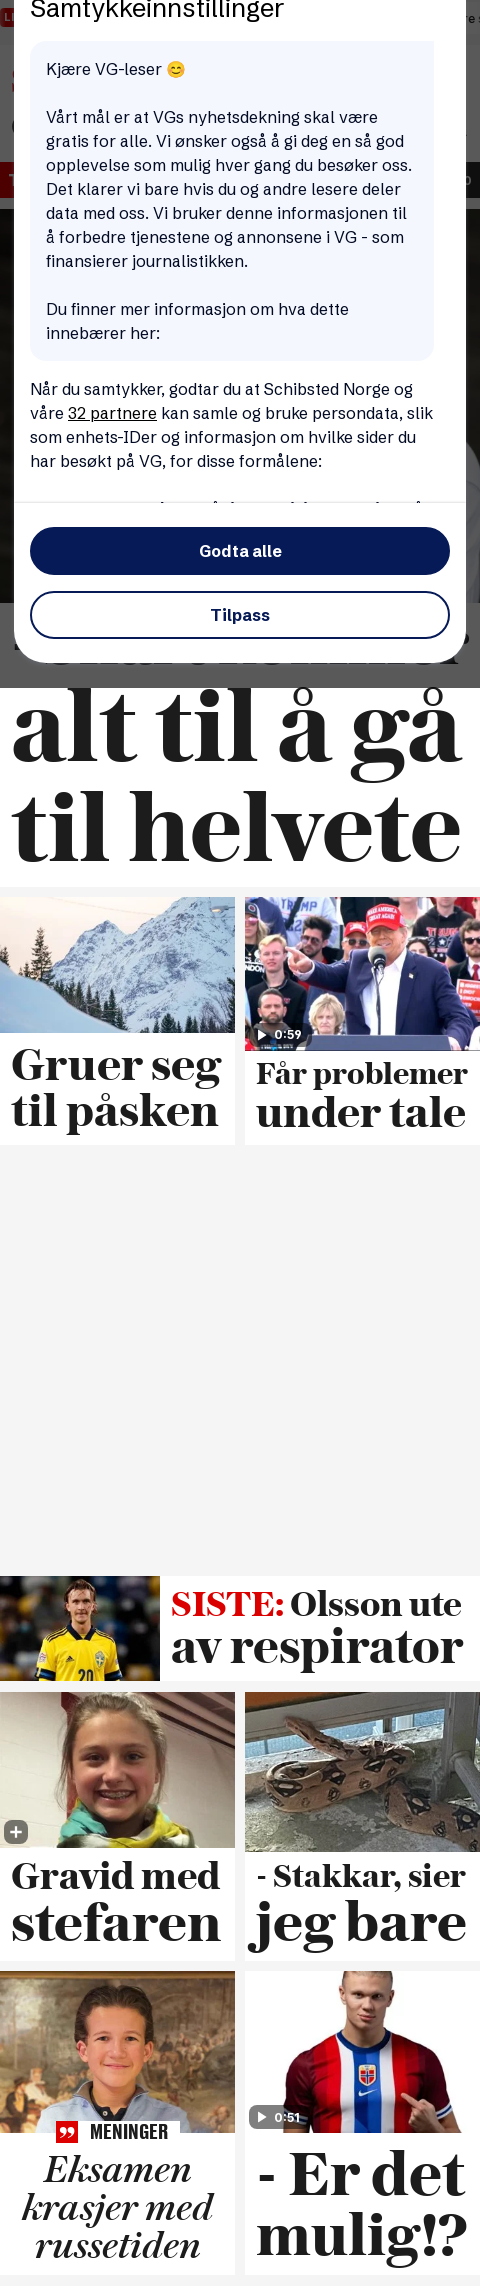 Samtykkeinnstillinger
Kjære VG-leser 😊
Vårt mål er at VGs nyhetsdekning skal være
gratis for alle. Vi ønsker også å gi deg en så god
opplevelse som mulig hver gang du besøker oss.
Det klarer vi bare hvis du og andre lesere deler
data med oss. Vi bruker denne informasjonen til
å forbedre tjenestene og annonsene i VG - som
finansierer journalistikken.
Du finner mer informasjon om hva dette
innebærer her:
Når du samtykker, godtar du at Schibsted Norge og
våre 32 partnere kan samle og bruke persondata, slik
som enhets-IDer og informasjon om hvilke sider du
har besøkt på VG, for disse formålene:
Godta alle
Tilpass
alt til å gå
til helvete
TRUMP
MAKE AMERICA
GREAT AGAIN
0:59
Gruer seg
til påsken
Får problemer
under tale
20
SISTE: Olsson ute
av respirator
Gravid med
stefaren
- Stakkar, sier
jeg bare
MENINGER
Eksamen
krasjer med
russetiden
0:51
- Er det
mulig!?